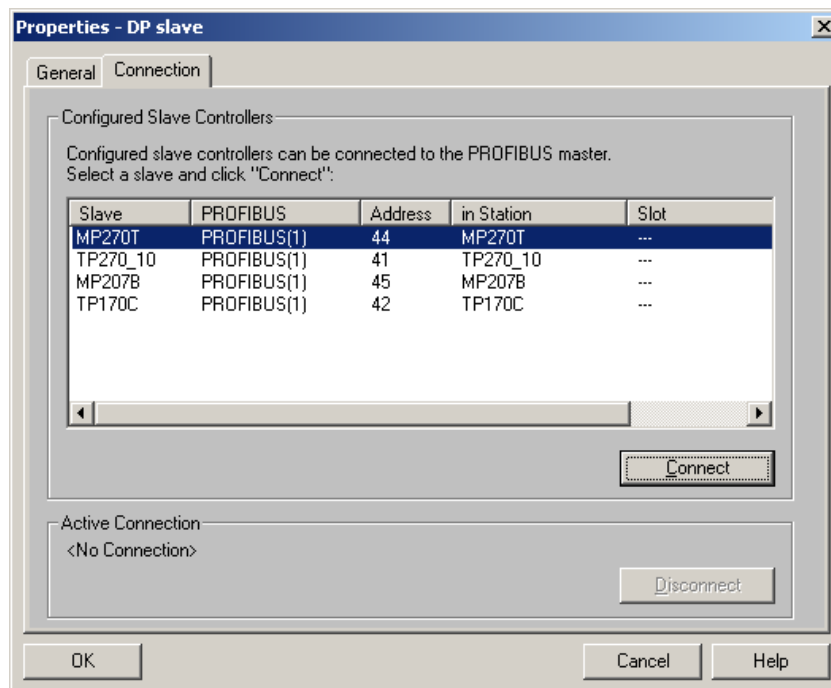 Properties - DP slave
General Connection
Configured Slave Controllers
Configured slave controllers can be connected to the PROFIBUS master.
Select a slave and click "Connect":
Slave PROFIBUS Address in Station Slot
MP270T PROFIBUS(1) 44 MP270T ---
TP270_10 PROFIBUS(1) 41 TP270_10 ---
MP207B PROFIBUS(1) 45 MP207B ---
TP170C PROFIBUS(1) 42 TP170C ---
Connect
Active Connection
<No Connection>
Disconnect
OK Cancel Help